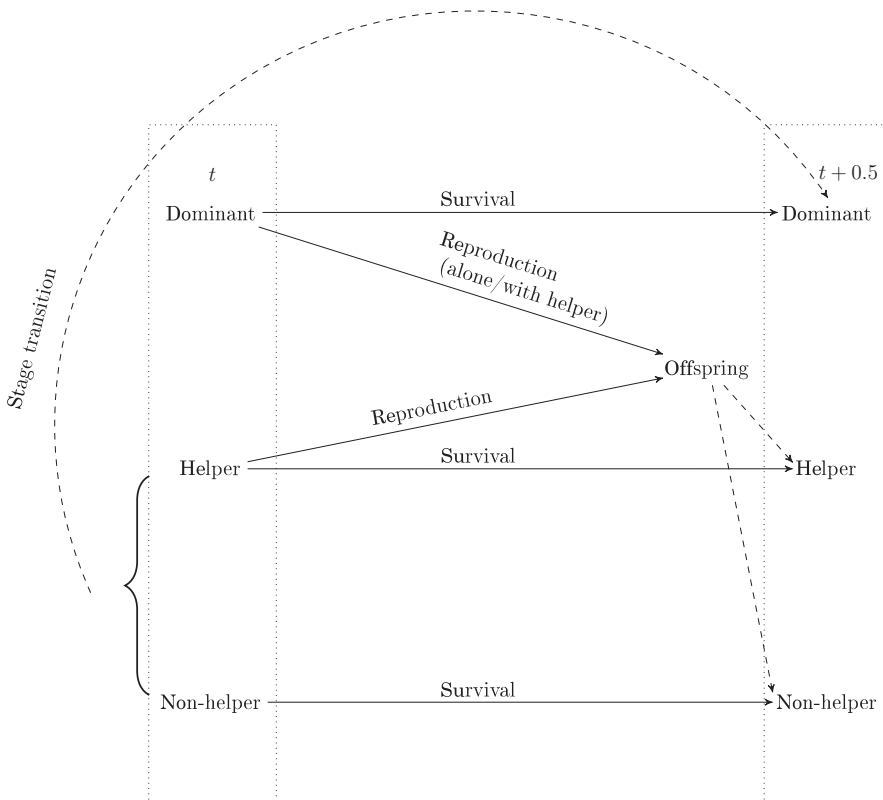 t
t + 0.5
Dominant
Survival
Dominant
Reproduction
(alone/with helper)
Stage transition
Offspring
Reproduction
Helper
Survival
Helper
Non-helper
Survival
Non-helper